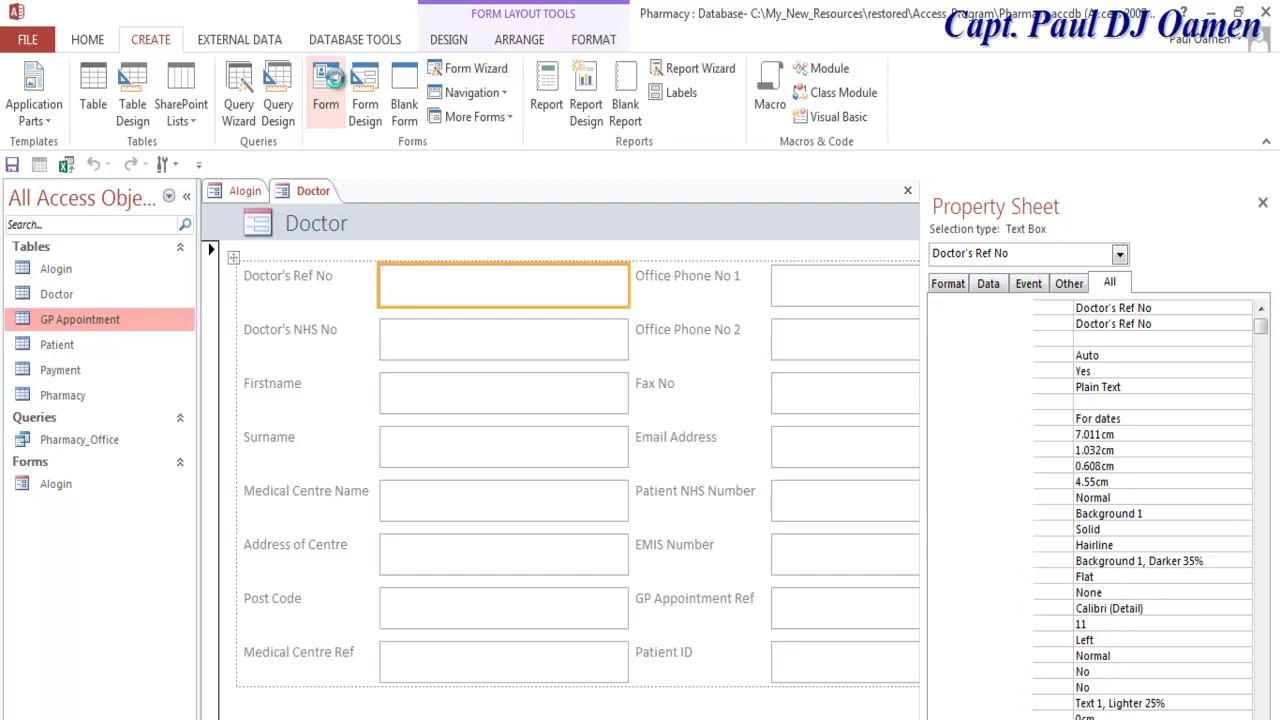 FORM LAYOUT TOOLS
Pharmacy : Database- C:\My_New_Resources\restored\Access_Program\Pharmacy.accdb (Access 2007...
?
Capt. Paul DJ Oamen
FILE
HOME
CREATE
EXTERNAL DATA
DATABASE TOOLS
DESIGN
ARRANGE
FORMAT
Paul Oamen
Application Parts
Table
Table Design
SharePoint Lists
Query Wizard
Query Design
Form
Form Design
Blank Form
Form Wizard
Navigation
More Forms
Report
Report Design
Blank Report
Report Wizard
Labels
Macro
Module
Class Module
Visual Basic
Templates
Tables
Queries
Forms
Reports
Macros & Code
All Access Obje...
Search...
Tables
Alogin
Doctor
GP Appointment
Patient
Payment
Pharmacy
Queries
Pharmacy_Office
Forms
Alogin
Alogin
Doctor
Doctor
Doctor's Ref No
Office Phone No 1
Doctor's NHS No
Office Phone No 2
Firstname
Fax No
Surname
Email Address
Medical Centre Name
Patient NHS Number
Address of Centre
EMIS Number
Post Code
GP Appointment Ref
Medical Centre Ref
Patient ID
Property Sheet
Selection type: Text Box
Doctor's Ref No
Format
Data
Event
Other
All
Doctor's Ref No
Doctor's Ref No
Auto
Yes
Plain Text
For dates
7.011cm
1.032cm
0.608cm
4.55cm
Normal
Background 1
Solid
Hairline
Background 1, Darker 35%
Flat
None
Calibri (Detail)
11
Left
Normal
No
No
Text 1, Lighter 25%
0cm